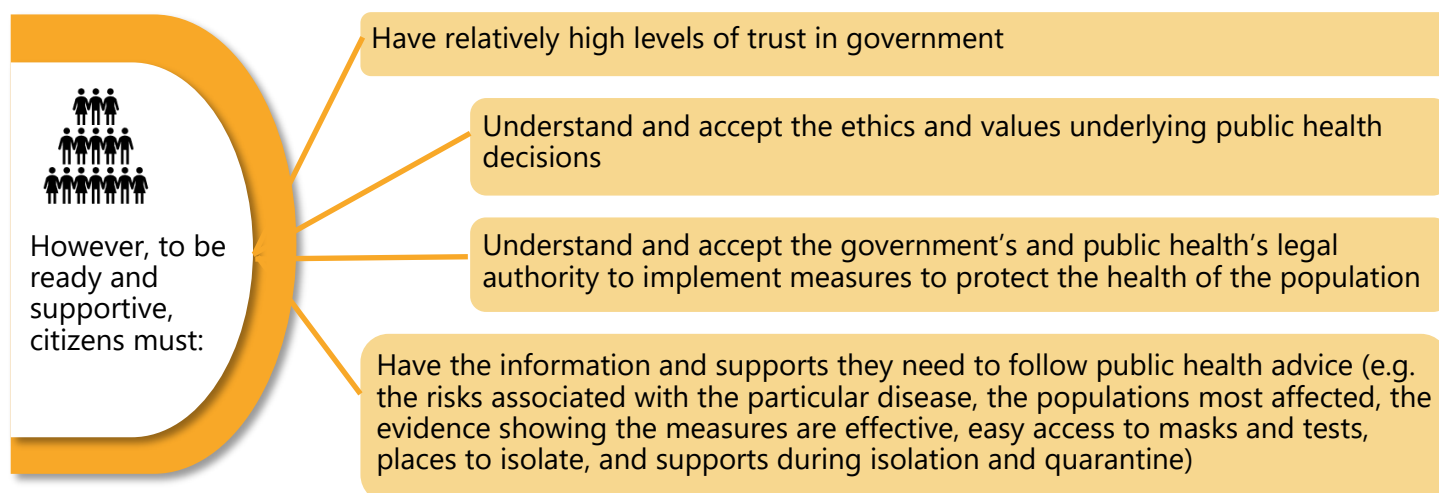 However, to be
ready and
supportive,
citizens must:
Have relatively high levels of trust in government
Understand and accept the ethics and values underlying public health
decisions
Understand and accept the government’s and public health’s legal
authority to implement measures to protect the health of the population
Have the information and supports they need to follow public health advice (e.g.
the risks associated with the particular disease, the populations most affected, the
evidence showing the measures are effective, easy access to masks and tests,
places to isolate, and supports during isolation and quarantine)